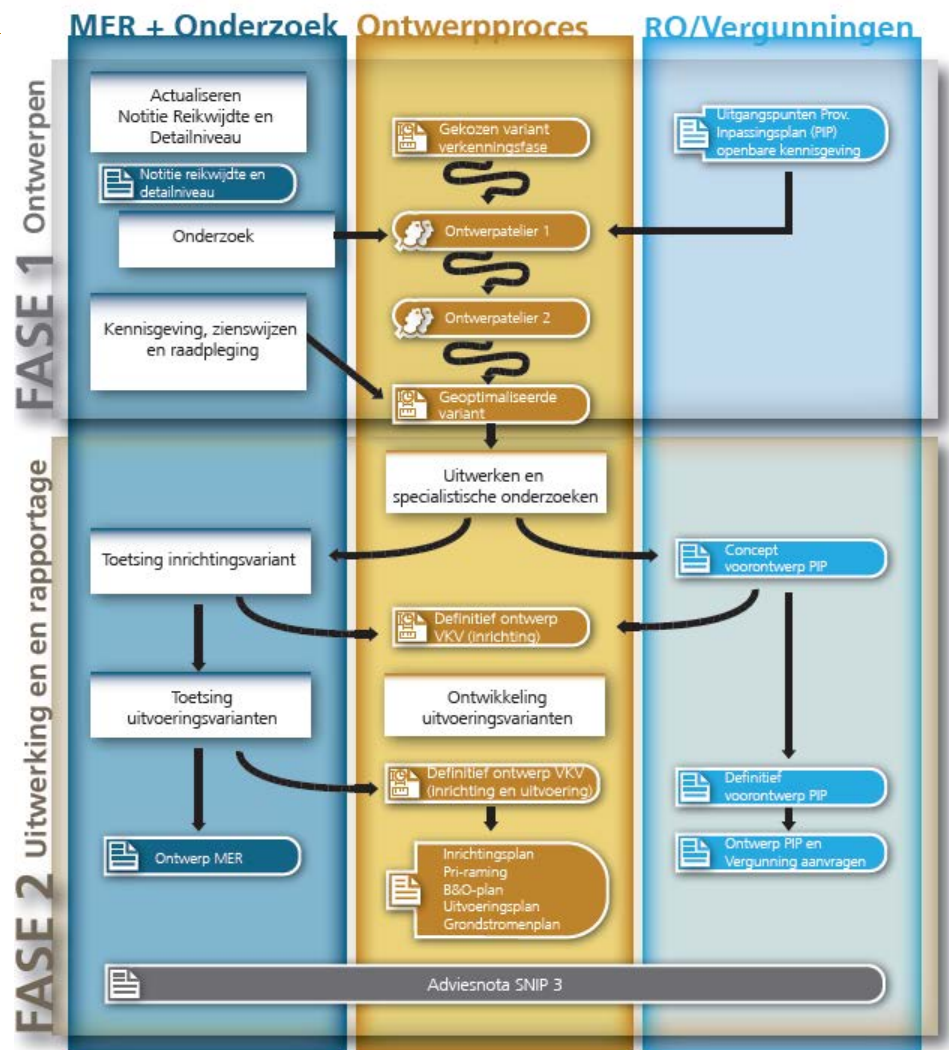 MER + Onderzoek
Ontwerpproces
RO/Vergunningen
FASE 1 Ontwerpen
Actualiseren
Notitie Reikwijdte en
Detailniveau
Notitie reikwijdte en
detailniveau
Onderzoek
Kennisgeving, zienswijzen
en raadpleging
Gekozen variant
verkenningsfase
Ontwerpatelier 1
Ontwerpatelier 2
Geoptimaliseerde
variant
Uitgangspunten Prov.
Inpassingsplan (PIP)
openbare kennisgeving
FASE 2 Uitwerking en en rapportage
Uitwerken en
specialistische onderzoeken
Toetsing inrichtingsvariant
Concept
voorontwerp PIP
Definitief ontwerp
VKV (inrichting)
Toetsing
uitvoeringsvarianten
Ontwikkeling
uitvoeringsvarianten
Definitief ontwerp VKV
(inrichting en uitvoering)
Definitief
voorontwerp PIP
Ontwerp MER
Inrichtingsplan
Pri-raming
B&O-plan
Uitvoeringsplan
Grondstromenplan
Ontwerp PIP en
Vergunning aanvragen
Adviesnota SNIP 3